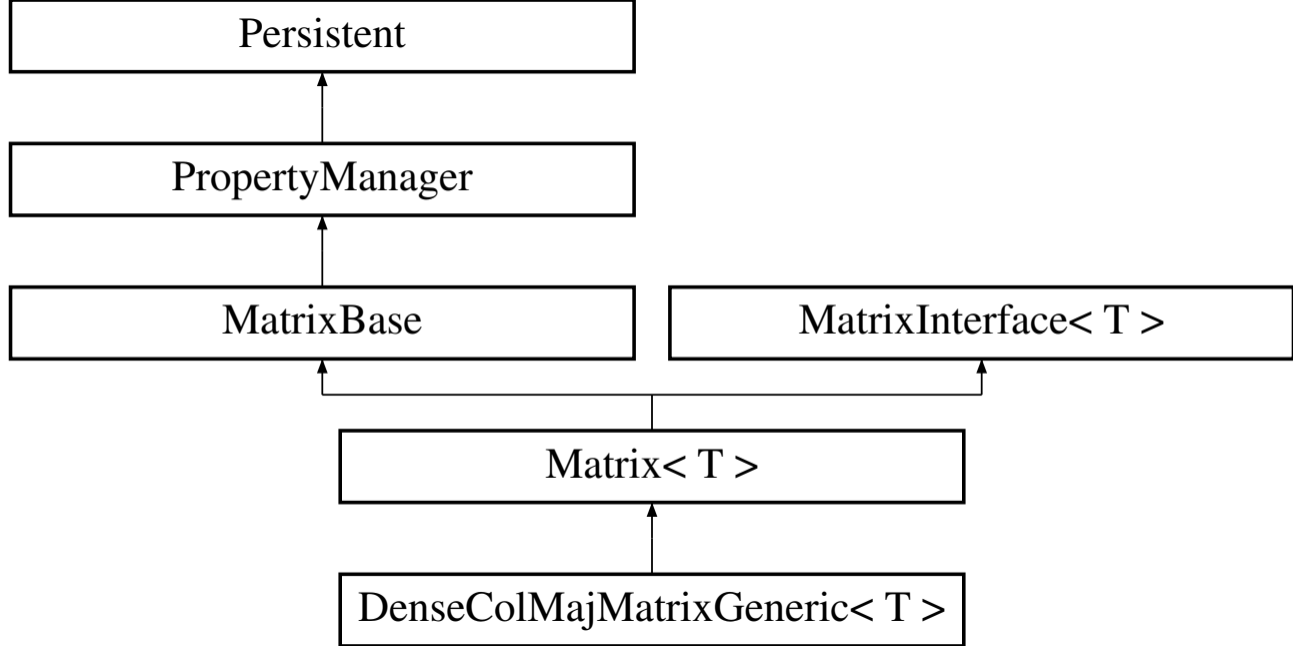 Persistent
PropertyManager
MatrixBase
MatrixInterface< T >
Matrix< T >
DenseColMajMatrixGeneric< T >